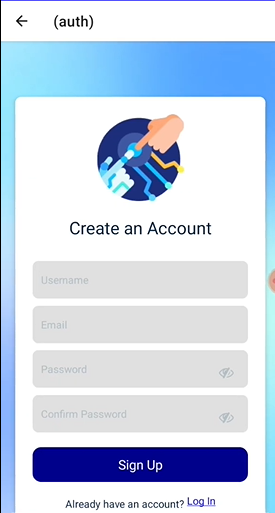 (auth)
Create an Account
Username
Email
Password
Confirm Password
Sign Up
Already have an account? Log In